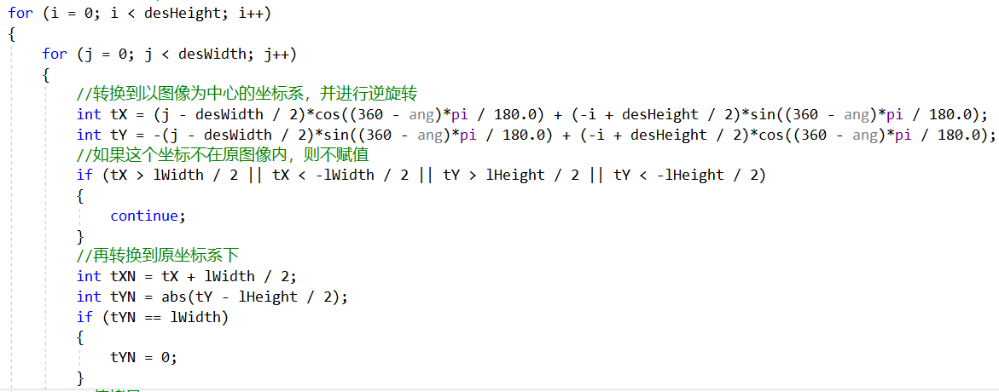 for (i = 0; i < desHeight; i++)
{
for (j = 0; j < desWidth; j++)
{
//转换到以图像为中心的坐标系，并进行逆旋转
int tX = (j - desWidth / 2)*cos((360 - ang)*pi / 180.0) + (-i + desHeight / 2)*sin((360 - ang)*pi / 180.0);
int tY = -(j - desWidth / 2)*sin((360 - ang)*pi / 180.0) + (-i + desHeight / 2)*cos((360 - ang)*pi / 180.0);
//如果这个坐标不在原图像内，则不赋值
if (tX > lWidth / 2 || tX < -lWidth / 2 || tY > lHeight / 2 || tY < -lHeight / 2)
{
continue;
}
//再转换到原坐标系下
int tXN = tX + lWidth / 2;
int tYN = abs(tY - lHeight / 2);
if (tYN == lWidth)
{
tYN = 0;
}